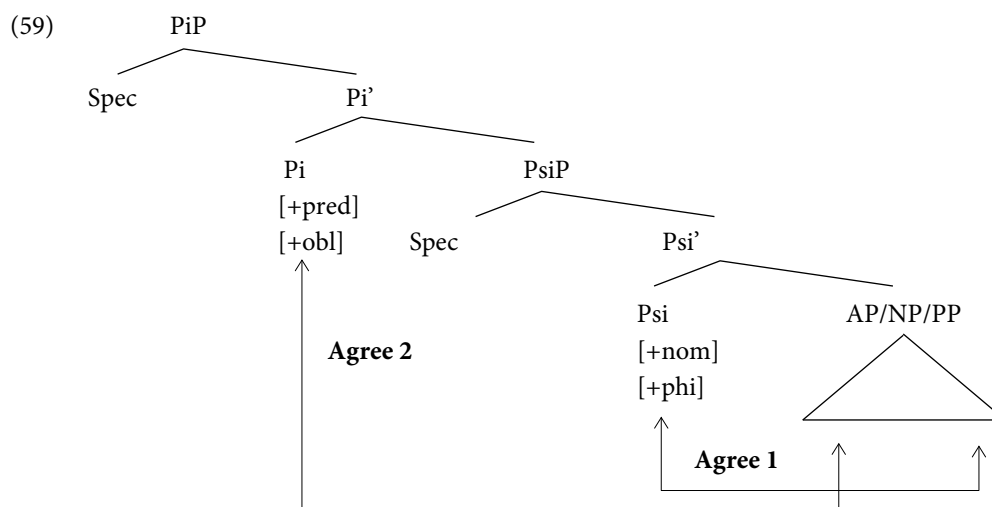 (59) PiP
Spec Pi’
Pi PsiP
[+pred]
[+obl] Spec Psi’
Psi AP/NP/PP
Agree 2 [+nom]
[+phi]
Agree 1